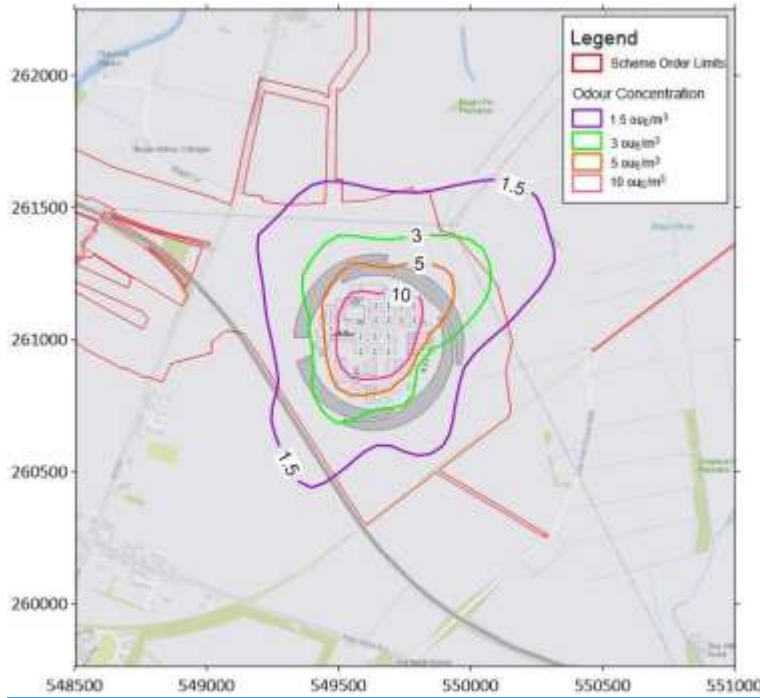 Legend
Scheme Order Limits
Odour Concentration
1.5 ouE/m3
3 ouE/m3
5 ouE/m3
10 ouE/m3
262000
261500
261000
260500
260000
1.5
3
5
10
1.5
548500
549000
549500
550000
550500
551000